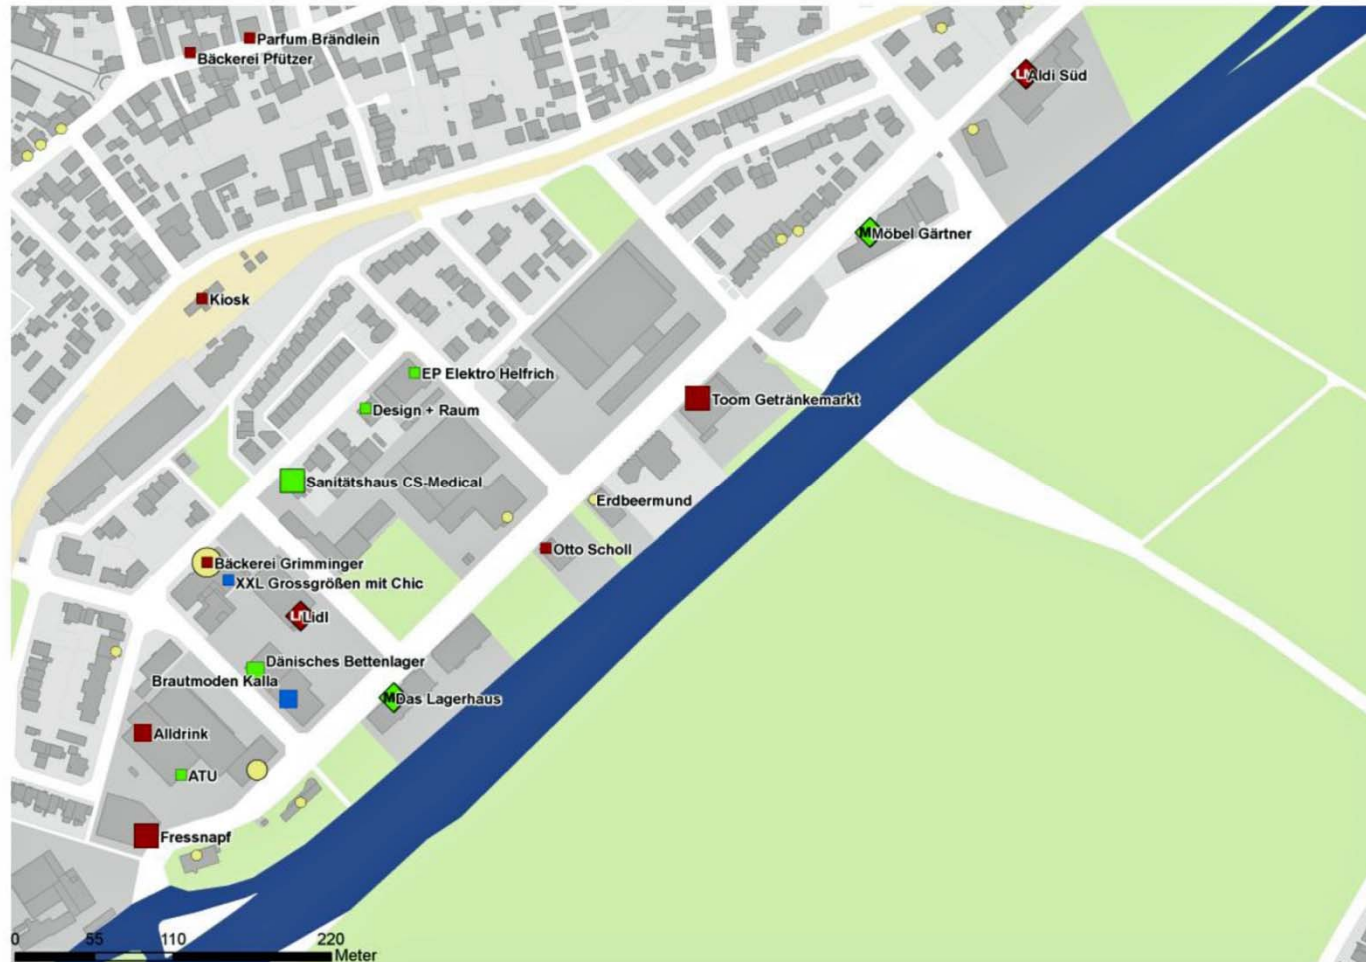 Parfum Brändlein
Bäckerei Pfützer
LM Aldi Süd
M Möbel Gärtner
Kiosk
EP Elektro Helfrich
Design + Raum
Toom Getränkemarkt
Sanitätshaus CS-Medical
Erdbeermund
Otto Scholl
Bäckerei Grimminger
XXL Grossgrößen mit Chic
LM Lidl
Dänisches Bettenlager
Brautmoden Kalla
M Das Lagerhaus
Alldrink
ATU
Fressnapf
0 55 110 220
Meter